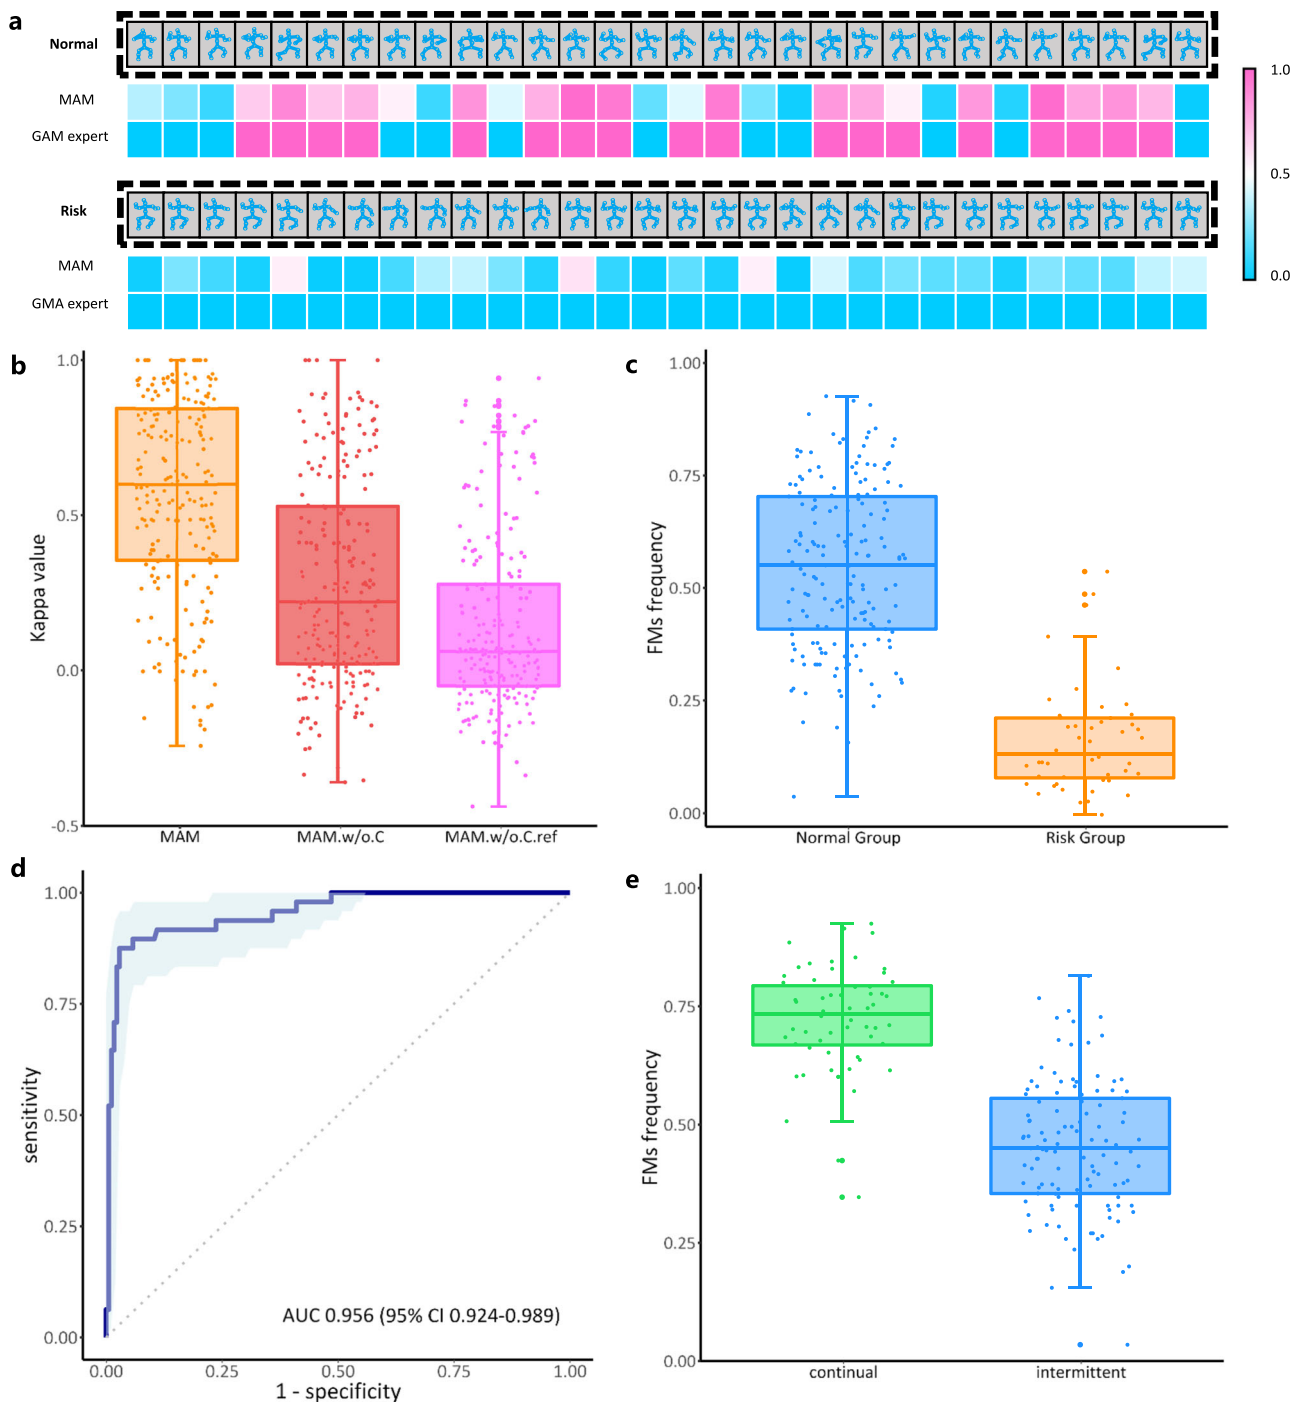 a
Normal
MAM
GAM expert
1.0
0.5
0.0
Risk
MAM
GMA expert
b
1.0
0.5
0.0
-0.5
Kappa value
MAM
MAM.w/o.C
MAM.w/o.C.ref
c
1.00
0.75
0.50
0.25
0.00
FMs frequency
Normal Group
Risk Group
d
1.00
0.75
0.50
0.25
0.00
sensitivity
AUC 0.956 (95% CI 0.924-0.989)
0.00 0.25 0.50 0.75 1.00
1 - specificity
e
1.00
0.75
0.50
0.25
0.00
FMs frequency
continual
intermittent